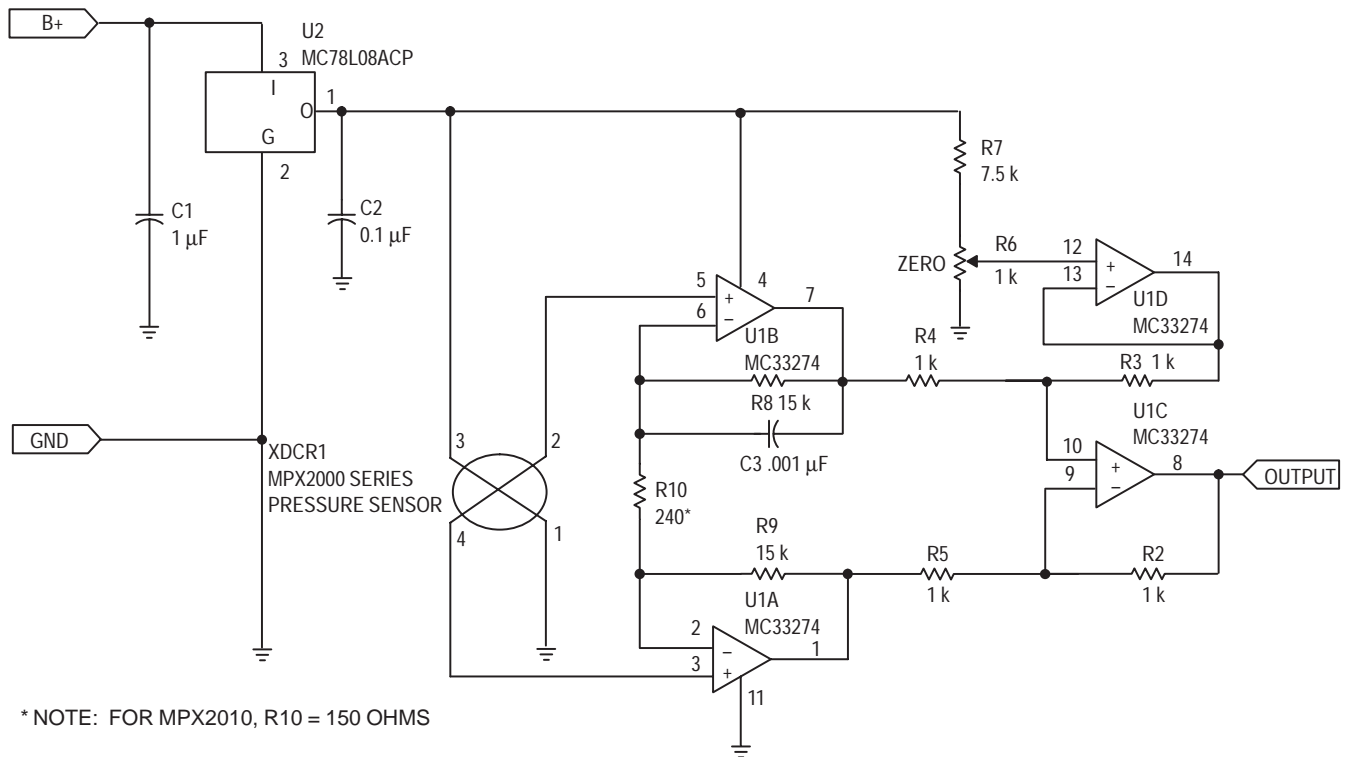 B+
U2
MC78L08ACP
3
I
1
O
G
2
C1
1 µF
C2
0.1 µF
R7
7.5 k
ZERO
R6
1 k
12
13
+
−
14
U1D
MC33274
5
6
+
−
4
7
U1B
MC33274
R4
1 k
R3 1 k
R8 15 k
C3 .001 µF
U1C
MC33274
10
9
+
−
8
OUTPUT
GND
XDCR1
MPX2000 SERIES
PRESSURE SENSOR
3
2
4
1
R10
240*
R9
15 k
R5
1 k
R2
1 k
U1A
MC33274
2
3
−
+
1
11
* NOTE: FOR MPX2010, R10 = 150 OHMS